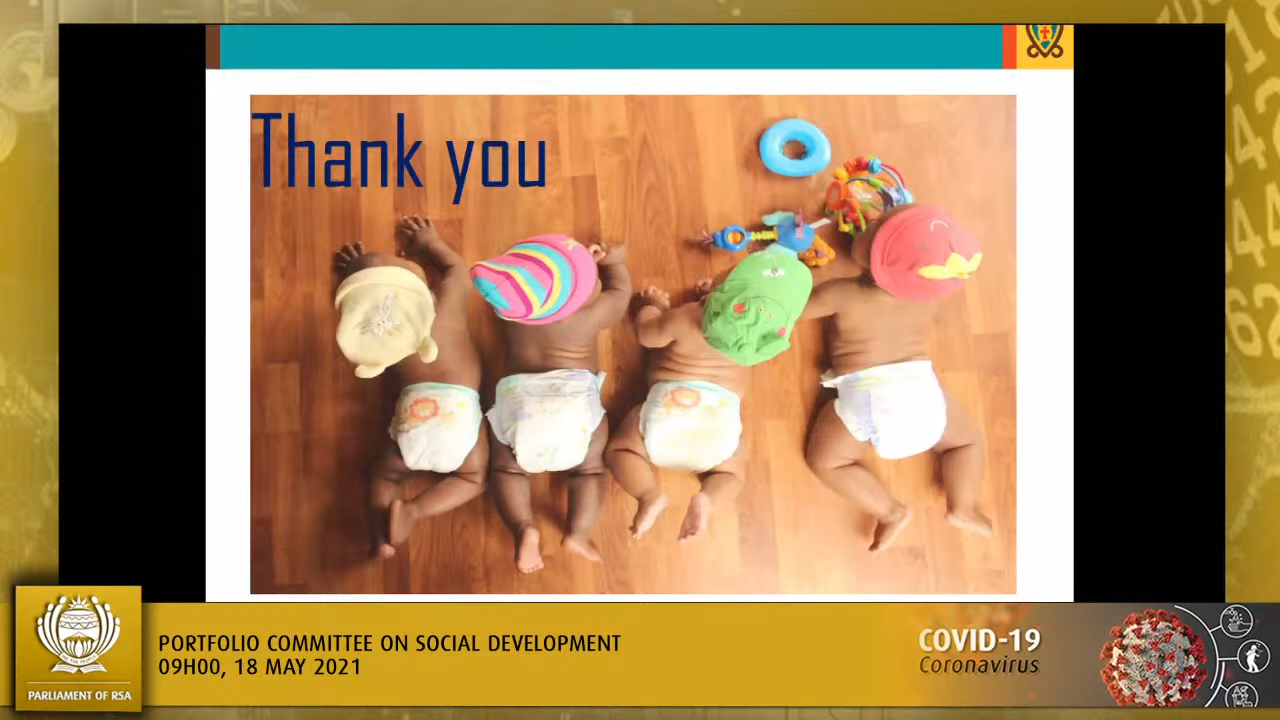 Thank you
PORTFOLIO COMMITTEE ON SOCIAL DEVELOPMENT
09H00, 18 MAY 2021
COVID-19
Coronavirus
PARLIAMENT OF RSA